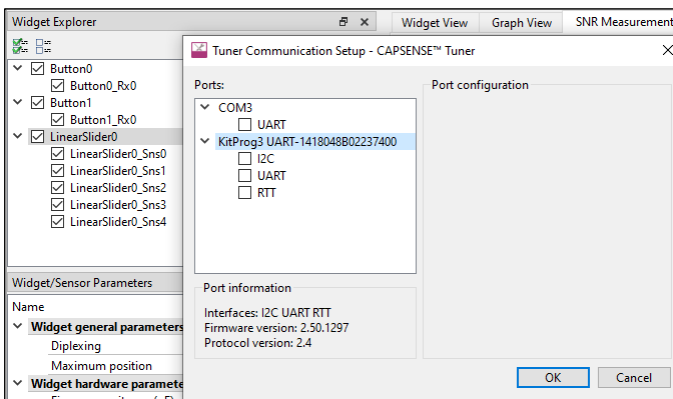 Widget Explorer
Widget View Graph View SNR Measurement
Button0
Button0_Rx0
Button1
Button1_Rx0
LinearSlider0
LinearSlider0_Sns0
LinearSlider0_Sns1
LinearSlider0_Sns2
LinearSlider0_Sns3
LinearSlider0_Sns4
Widget/Sensor Parameters
Name
Widget general parameters
Diplexing
Maximum position
Widget hardware paramete
Tuner Communication Setup - CAPSENSE™ Tuner
Ports:
COM3
UART
KitProg3 UART-1418048B02237400
I2C
UART
RTT
Port information
Interfaces: I2C UART RTT
Firmware version: 2.50.1297
Protocol version: 2.4
Port configuration
OK Cancel